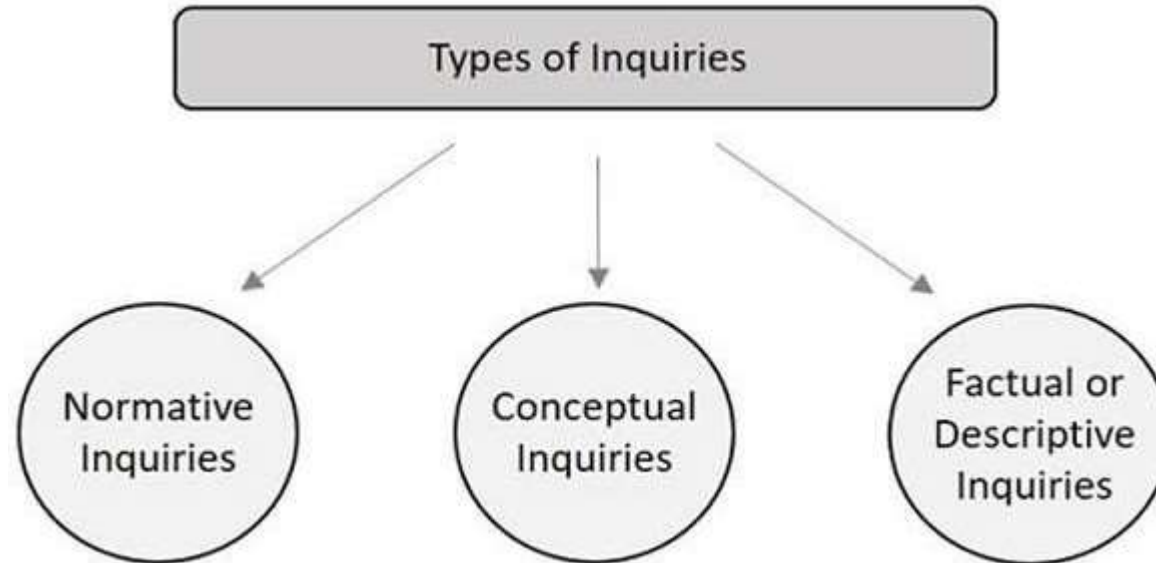 Types of Inquiries
Normative
Inquiries
Conceptual
Inquiries
Factual or
Descriptive
Inquiries